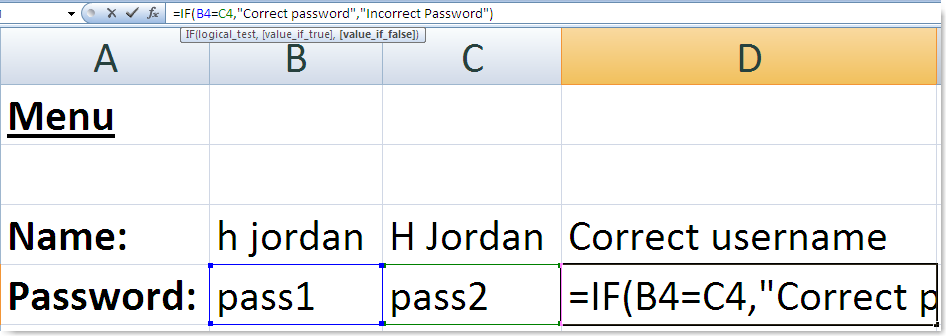 =IF(B4=C4,"Correct password","Incorrect Password")
IF(logical_test, [value_if_true], [value_if_false])
A B C D
Menu
Name: h jordan H Jordan Correct username
Password: pass1 pass2 =IF(B4=C4,"Correct p